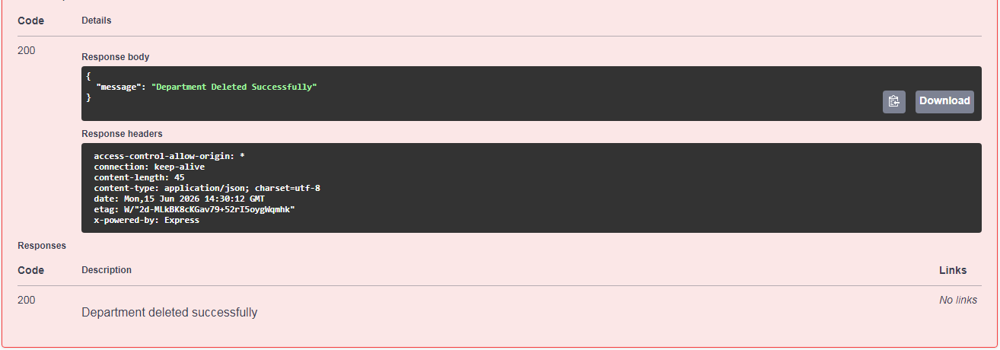 Code Details
200
Response body
{
"message": "Department Deleted Successfully"
}
Download
Response headers
access-control-allow-origin: *
connection: keep-alive
content-length: 45
content-type: application/json; charset=utf-8
date: Mon,15 Jun 2026 14:30:12 GMT
etag: W/"2d-MLkBK8cKGav79+52rI5oygWqmhk"
x-powered-by: Express
Responses
Code Description Links
200 No links
Department deleted successfully